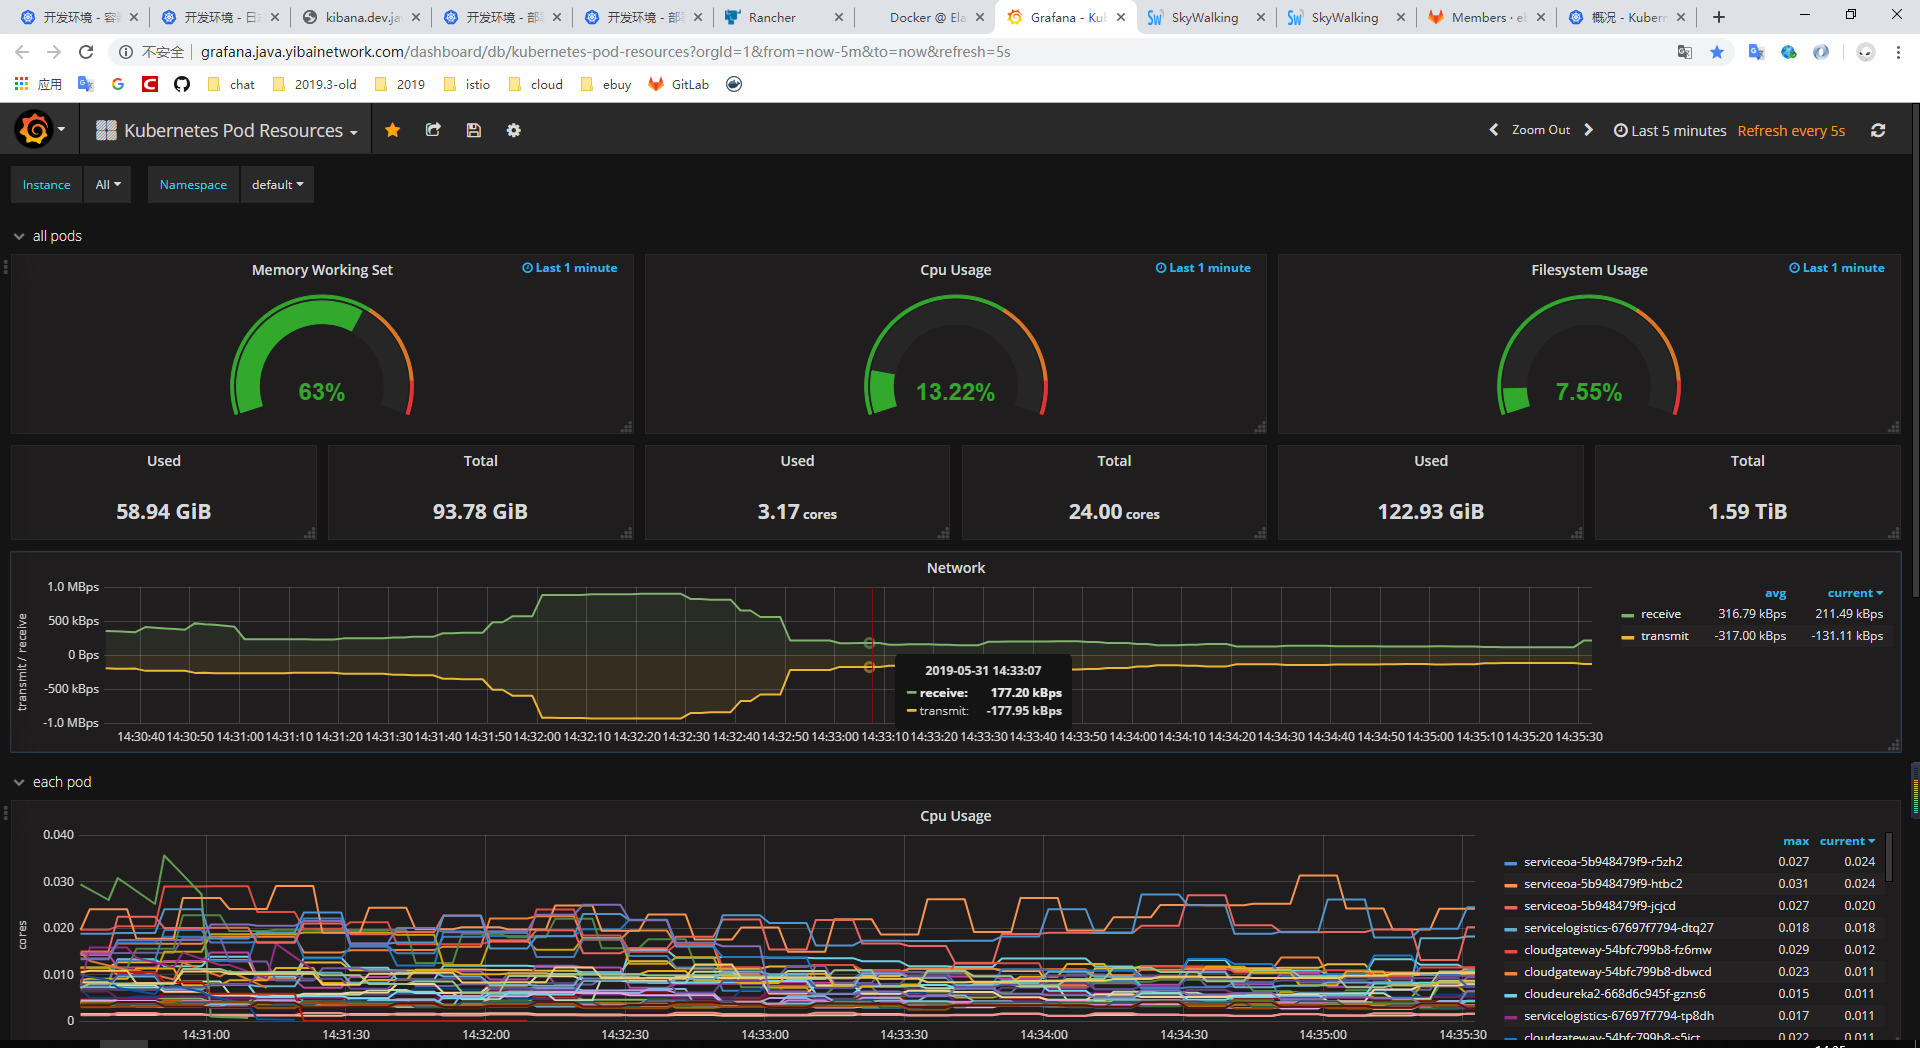 开发环境 - 容 开发环境 - 日志 kibana.dev.jav 开发环境 - 部 开发环境 - 部 Rancher Docker @ Ela Grafana - Kub SkyWalking SkyWalking Members · eb 概况 - Kubern
不安全 grafana.java.yibainetwork.com/dashboard/db/kubernetes-pod-resources?orgId=1&from=now-5m&to=now&refresh=5s
应用 chat 2019.3-old 2019 istio cloud ebuy GitLab
Kubernetes Pod Resources Zoom Out Last 5 minutes Refresh every 5s
Instance All Namespace default
all pods
Memory Working Set Last 1 minute Cpu Usage Last 1 minute Filesystem Usage Last 1 minute
63% 13.22% 7.55%
Used Total Used Total Used Total
58.94 GiB 93.78 GiB 3.17 cores 24.00 cores 122.93 GiB 1.59 TiB
Network
transmit / receive
1.0 MBps
500 kBps
0 Bps
-500 kBps
-1.0 MBps
14:30:40 14:30:50 14:31:00 14:31:10 14:31:20 14:31:30 14:31:40 14:31:50 14:32:00 14:32:10 14:32:20 14:32:30 14:32:40 14:32:50 14:33:00 14:33:10 14:33:20 14:33:30 14:33:40 14:33:50 14:34:00 14:34:10 14:34:20 14:34:30 14:34:40 14:34:50 14:35:00 14:35:10 14:35:20 14:35:30
avg current
receive 316.79 kBps 211.49 kBps
transmit -317.00 kBps -131.11 kBps
2019-05-31 14:33:07
receive: 177.20 kBps
transmit: -177.95 kBps
each pod
Cpu Usage
cores
0.040
0.030
0.020
0.010
0
14:31:00 14:31:30 14:32:00 14:32:30 14:33:00 14:33:30 14:34:00 14:34:30 14:35:00 14:35:30
max current
serviceoa-5b948479f9-r5zh2 0.027 0.024
serviceoa-5b948479f9-htbc2 0.031 0.024
serviceoa-5b948479f9-jcjcd 0.027 0.020
servicelogistics-67697f7794-dtq27 0.018 0.018
cloudgateway-54bfc799b8-fz6mw 0.029 0.012
cloudgateway-54bfc799b8-dbwcd 0.023 0.011
cloudeureka2-668d6c945f-gzns6 0.015 0.011
servicelogistics-67697f7794-tp8dh 0.017 0.011
cloudgateway-54bfc799b8-s5jct 0.022 0.011